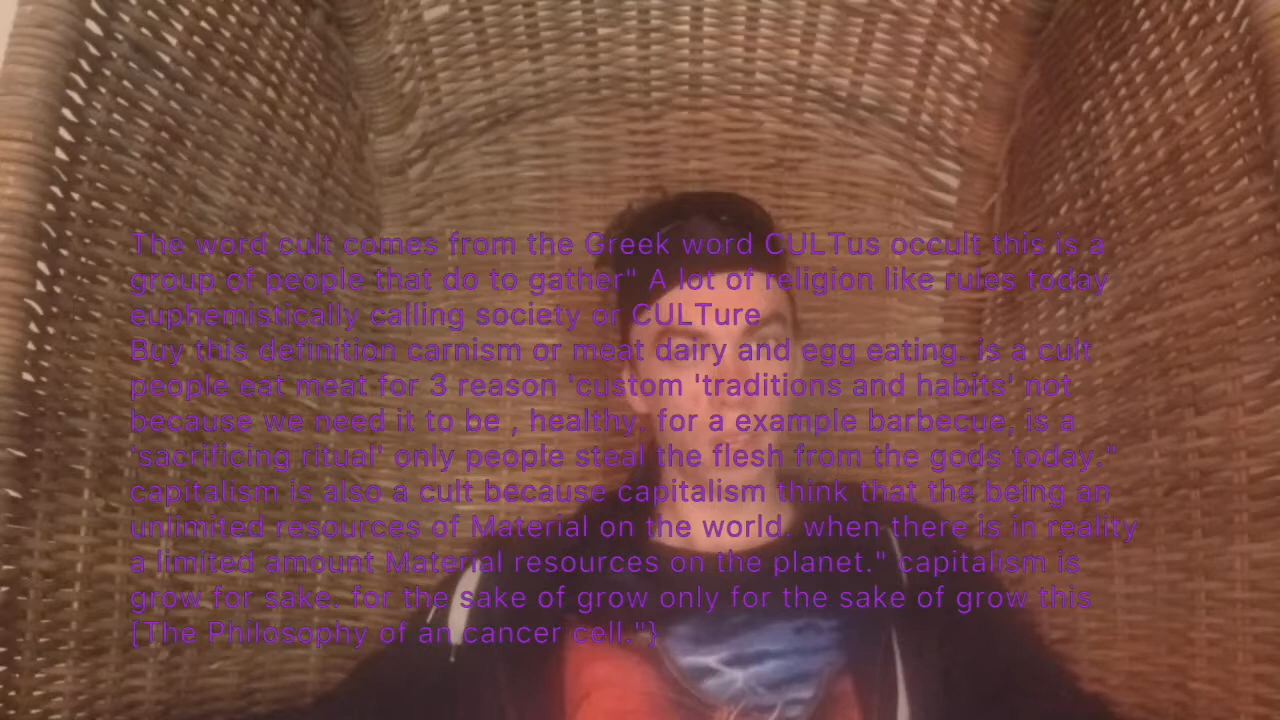 The word cult comes from the Greek word CULTus occult this is a
group of people that do to gather" A lot of religion like rules today
euphemistically calling society or CULTure
Buy this definition carnism or meat dairy and egg eating. is a cult
people eat meat for 3 reason 'custom 'traditions and habits' not
because we need it to be , healthy. for a example barbecue, is a
'sacrificing ritual' only people steal the flesh from the gods today."
capitalism is also a cult because capitalism think that the being an
unlimited resources of Material on the world. when there is in reality
a limited amount Material resources on the planet." capitalism is
grow for sake. for the sake of grow only for the sake of grow this
[The Philosophy of an cancer cell."}